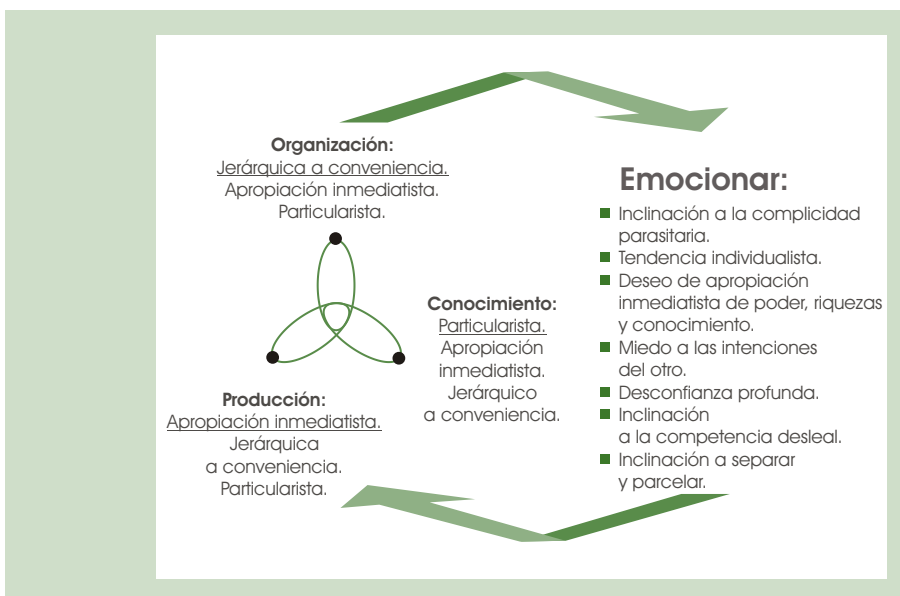 Organización:
Jerárquica a conveniencia.
Apropiación inmediatista.
Particularista.
Conocimiento:
Particularista.
Apropiación
inmediatista.
Jerárquico
a conveniencia.
Producción:
Apropiación inmediatista.
Jerárquica
a conveniencia.
Particularista.
Emocionar:
Inclinación a la complicidad
parasitaria.
Tendencia individualista.
Deseo de apropiación
inmediatista de poder, riquezas
y conocimiento.
Miedo a las intenciones
del otro.
Desconfianza profunda.
Inclinación
a la competencia desleal.
Inclinación a separar
y parcelar.